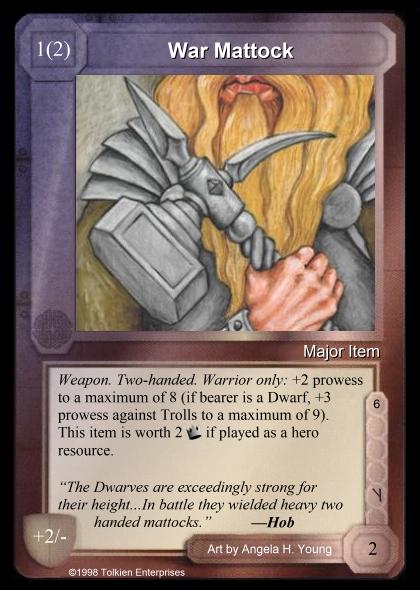 1(2)
War Mattock
Major Item
Weapon. Two-handed. Warrior only: +2 prowess
to a maximum of 8 (if bearer is a Dwarf, +3
prowess against Trolls to a maximum of 9).
This item is worth 2 if played as a hero
resource.
6
“The Dwarves are exceedingly strong for
their height...In battle they wielded heavy two
handed mattocks.” —Hob
+2/-
Art by Angela H. Young
2
©1998 Tolkien Enterprises